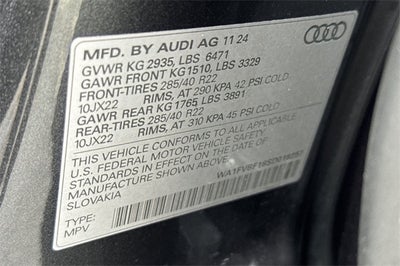 MFD. BY AUDI AG 11 24
GVWR KG 2935, LBS 6471
GAWR FRONT KG1510, LBS 3329
FRONT-TIRES 285/40 R22
10JX22 RIMS, AT 290 KPA 42 PSI COLD
GAWR REAR KG 1765 LBS 3891
REAR-TIRES 285/40 R22
10JX22 RIMS, AT 310 KPA 45 PSI COLD
THIS VEHICLE CONFORMS TO ALL APPLICABLE
U.S. FEDERAL MOTOR VEHICLE SAFETY
STANDARDS IN EFFECT ON THE DATE OF
MANUFACTURE SHOWN ABOVE.
SLOVAKIA
TYPE:
MPV